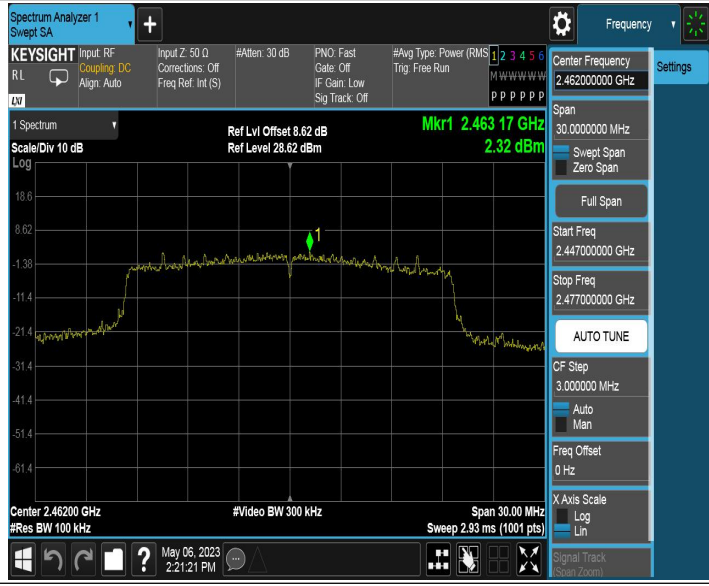 Spectrum Analyzer 1
Swept SA
Frequency
KEYSIGHT
RL
LXI
Input: RF
Coupling: DC
Align: Auto
Input Z: 50 Ω
Corrections: Off
Freq Ref: Int (S)
#Atten: 30 dB
PNO: Fast
Gate: Off
IF Gain: Low
Sig Track: Off
#Avg Type: Power (RMS
Trig: Free Run
1 2 3 4 5 6
M W W W W W
P P P P P P
Settings
1 Spectrum
Scale/Div 10 dB
Log
Ref Lvl Offset 8.62 dB
Ref Level 28.62 dBm
Mkr1 2.463 17 GHz
2.32 dBm
18.6
8.62
-1.38
-11.4
-21.4
-31.4
-41.4
-51.4
-61.4
1
Center 2.46200 GHz
#Res BW 100 kHz
#Video BW 300 kHz
Span 30.00 MHz
Sweep 2.93 ms (1001 pts)
Center Frequency
2.462000000 GHz
Span
30.0000000 MHz
Swept Span
Zero Span
Full Span
Start Freq
2.447000000 GHz
Stop Freq
2.477000000 GHz
AUTO TUNE
CF Step
3.000000 MHz
Auto
Man
Freq Offset
0 Hz
X Axis Scale
Log
Lin
Signal Track
(Span Zoom)
?
May 06, 2023
2:21:21 PM